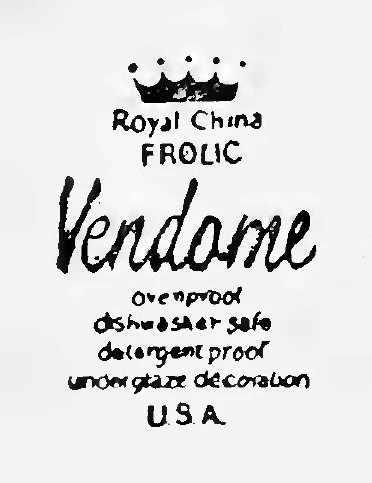 Royal China
FROLIC
Vendome
ovenproof
dishwasher safe
detergent proof
underglaze decoration
U.S.A.